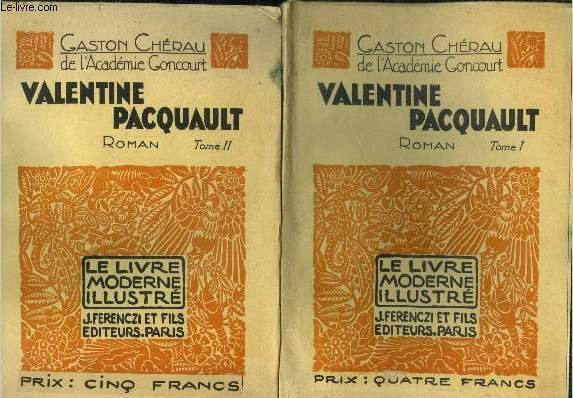 Le-livre.com
GASTON CHÉRAU
de l'Académie Goncourt
VALENTINE
PACQUAULT
ROMAN Tome II
LE LIVRE
MODERNE
ILLUSTRÉ
J. FERENCZI ET FILS
EDITEURS. PARIS
PRIX : CINQ FRANCS
GASTON CHÉRAU
de l'Académie Goncourt
VALENTINE
PACQUAULT
ROMAN Tome I
LE LIVRE
MODERNE
ILLUSTRÉ
J. FERENCZI ET FILS
EDITEURS. PARIS
PRIX : QUATRE FRANCS